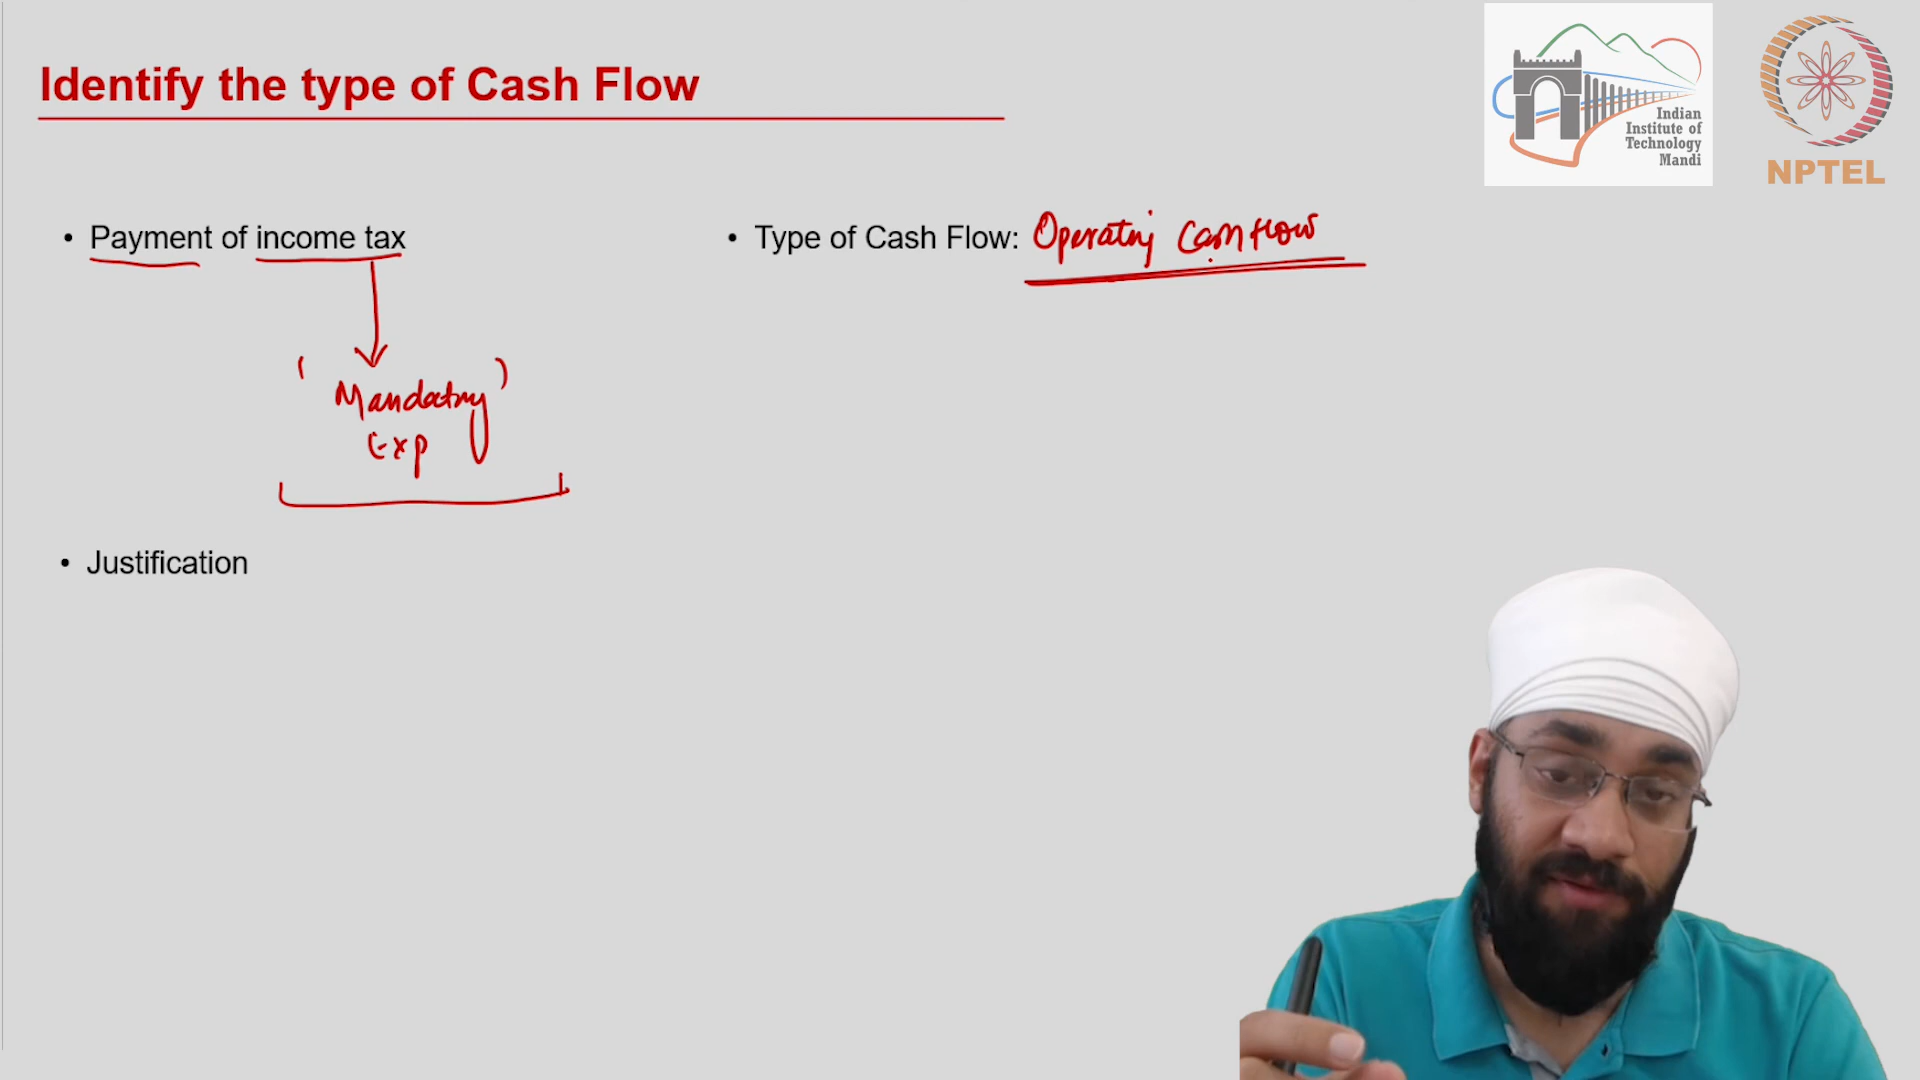 Identify the type of Cash Flow
Indian
Institute of
Technology
Mandi
NPTEL
• Payment of income tax
• Type of Cash Flow: Operating Cash flow
(Mandatory)
Exp
• Justification